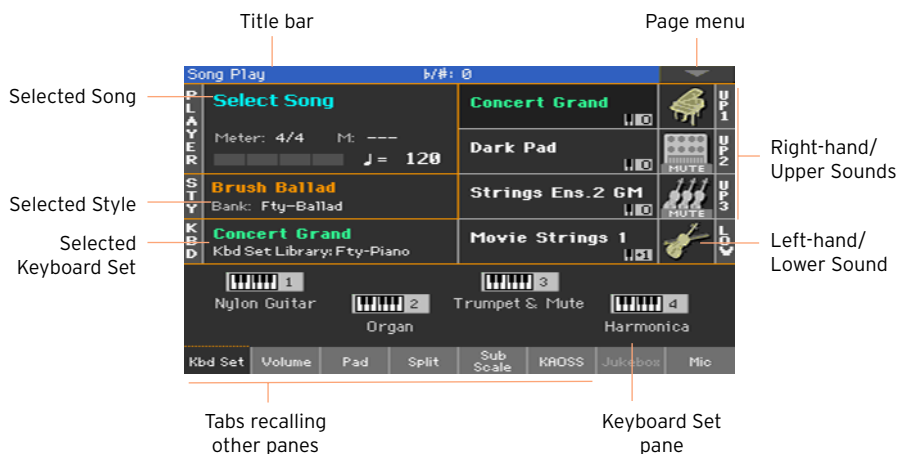 Title bar
Page menu
Song Play
♭/#: 0
Selected Song
PLAYER
Select Song
Meter: 4/4
M: ---
♩= 120
Concert Grand
0
UP1
Dark Pad
0
MUTE
UP2
Right-hand/
Upper Sounds
Selected Style
STY
Brush Ballad
Bank: Fty-Ballad
Strings Ens.2 GM
0
MUTE
UP3
Selected
Keyboard Set
KBD
Concert Grand
Kbd Set Library: Fty-Piano
Movie Strings 1
+1
LOW
Left-hand/
Lower Sound
1
Nylon Guitar
2
Organ
3
Trumpet & Mute
4
Harmonica
Kbd Set
Volume
Pad
Split
Sub
Scale
KAOSS
Jukebox
Mic
Tabs recalling
other panes
Keyboard Set
pane